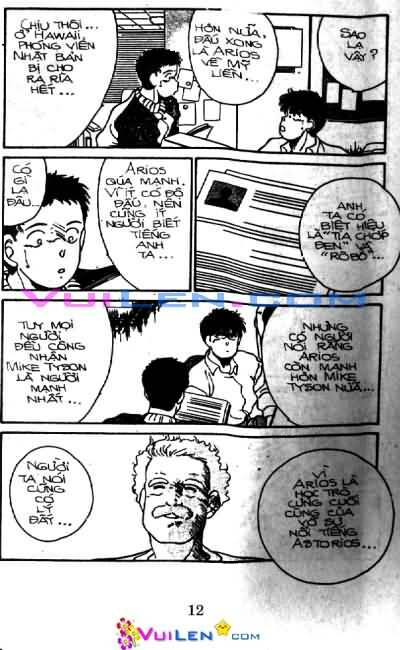 CHỊU THÔI...
Ở HAWAII,
PHÓNG VIÊN
NHẬT BẢN
BỊ CHO
RA RÌA
HẾT...
HƠN NỮA,
ĐẤU XONG
LÀ ARIOS
VỀ MỸ
LIỀN...
SAO
LẠ
VẬY?
CÓ
GÌ
LẠ
ĐÂU...
ARIOS
QÚA MẠNH,
VÌ ÍT CÓ ĐỘ
ĐẤU, NÊN
CŨNG ÍT
NGƯỜI BIẾT
TIẾNG
ANH
TA...
ANH
TA CÓ
BIỆT HIỆU
LÀ "TIA CHỚP
ĐEN" VÀ
"RÔBÔ"...
VUILEN.COM
TUY MỌI
NGƯỜI
ĐỀU CÔNG
NHẬN
MIKE TYSON
LÀ NGƯỜI
MẠNH
NHẤT...
NHƯNG
CÓ NGƯỜI
NÓI RẰNG
ARIOS
CÒN MẠNH
HƠN MIKE
TYSON NỮA...
NGƯỜI
TA NÓI
CŨNG
CÓ
LÝ
ĐẤY...
VÌ
ARIOS LÀ
HỌC TRÒ
CUỐI
CÙNG CỦA
VÕ SƯ
NỔI TIẾNG
ASTORIOS...
12
VUILEN.COM